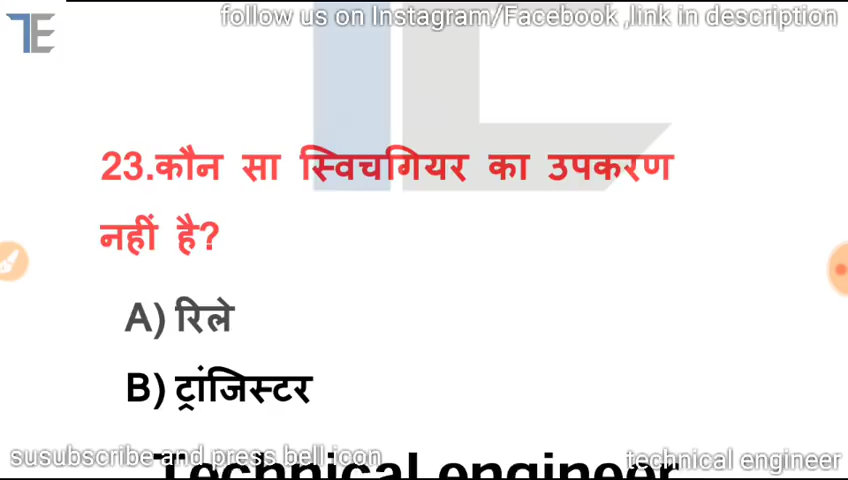 follow us on Instagram/Facebook ,link in description
TE
23.कौन सा स्विचगियर का उपकरण
नहीं है?
A) रिले
B) ट्रांजिस्टर
susubscribe and press bell icon
technical engineer
Technical engineer